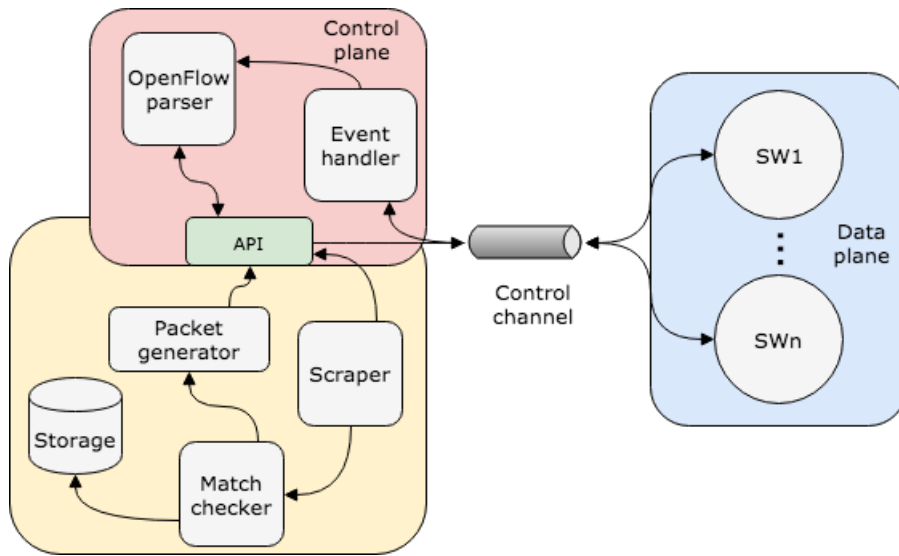 Control
plane
OpenFlow
parser
Event
handler
API
Control
channel
SW1
Data
plane
SWn
Packet
generator
Scraper
Storage
Match
checker